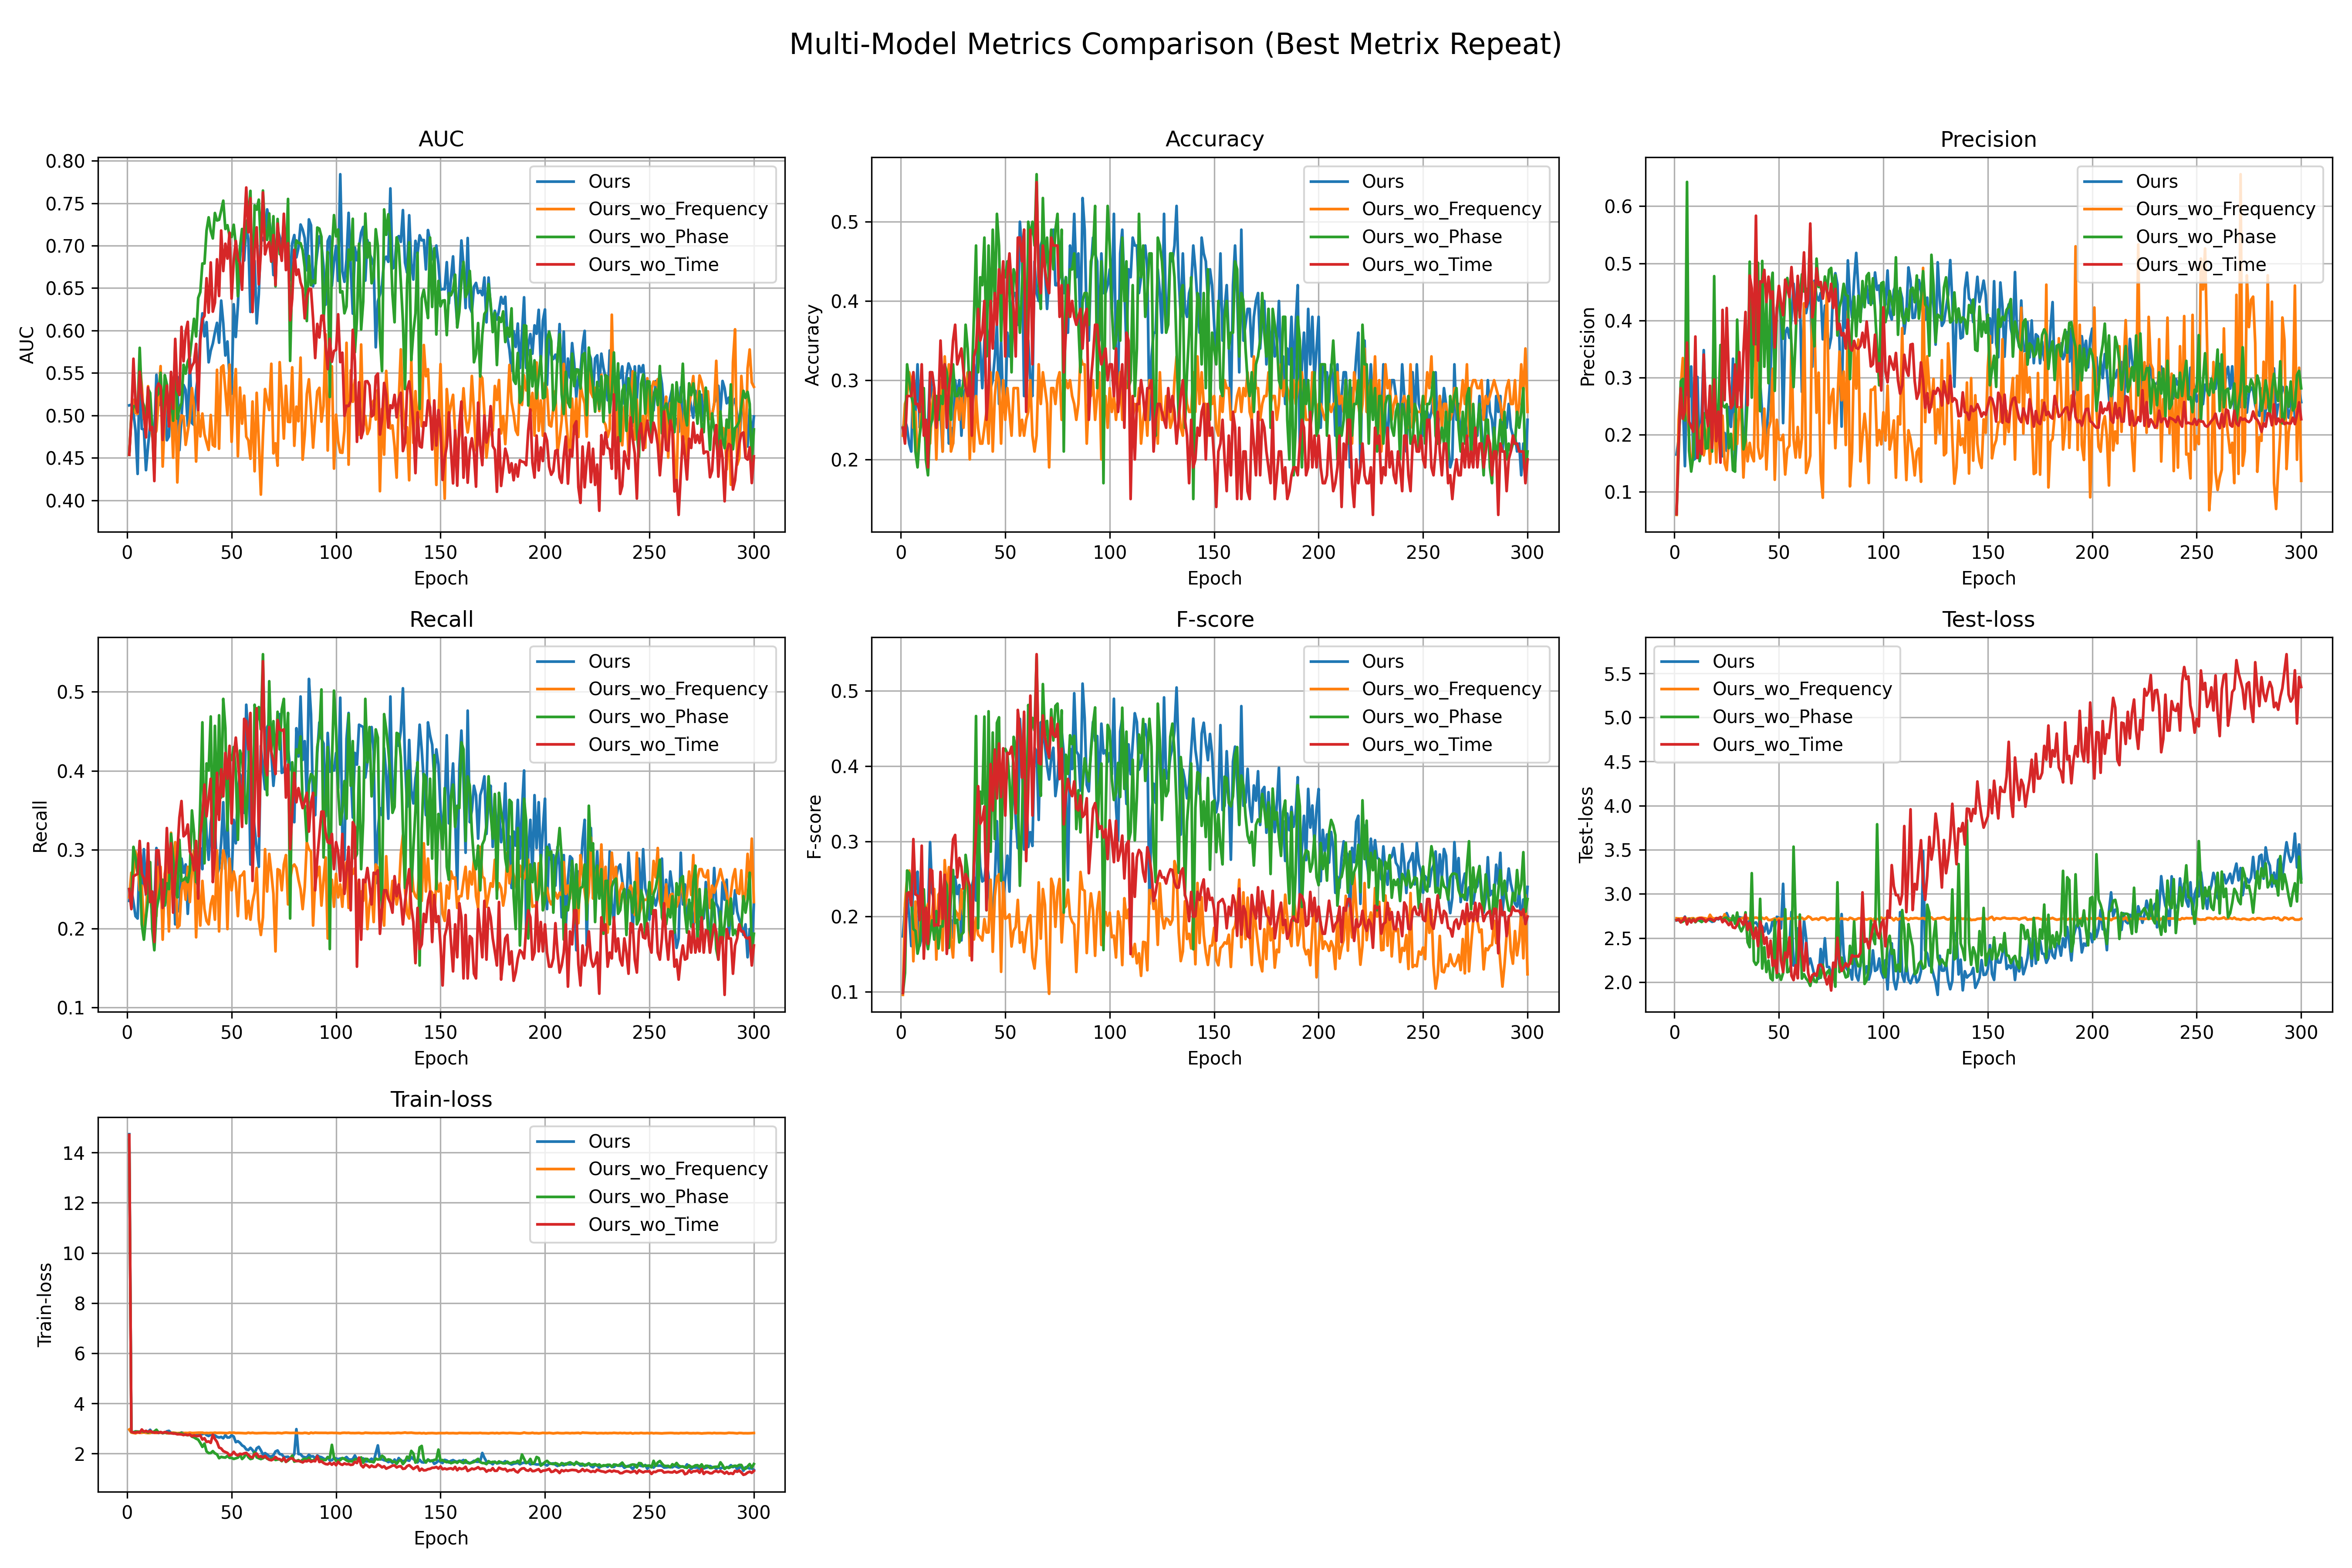 Multi-Model Metrics Comparison (Best Metrix Repeat)
AUC
0.80
0.75
0.70
0.65
0.60
0.55
0.50
0.45
0.40
AUC
0 50 100 150 200 250 300
Epoch
Ours
Ours_wo_Frequency
Ours_wo_Phase
Ours_wo_Time
Accuracy
0.5
0.4
0.3
0.2
Accuracy
0 50 100 150 200 250 300
Epoch
Ours
Ours_wo_Frequency
Ours_wo_Phase
Ours_wo_Time
Precision
0.6
0.5
0.4
0.3
0.2
0.1
Precision
0 50 100 150 200 250 300
Epoch
Ours
Ours_wo_Frequency
Ours_wo_Phase
Ours_wo_Time
Recall
0.5
0.4
0.3
0.2
0.1
Recall
0 50 100 150 200 250 300
Epoch
Ours
Ours_wo_Frequency
Ours_wo_Phase
Ours_wo_Time
F-score
0.5
0.4
0.3
0.2
0.1
F-score
0 50 100 150 200 250 300
Epoch
Ours
Ours_wo_Frequency
Ours_wo_Phase
Ours_wo_Time
Test-loss
5.5
5.0
4.5
4.0
3.5
3.0
2.5
2.0
Test-loss
0 50 100 150 200 250 300
Epoch
Ours
Ours_wo_Frequency
Ours_wo_Phase
Ours_wo_Time
Train-loss
14
12
10
8
6
4
2
Train-loss
0 50 100 150 200 250 300
Epoch
Ours
Ours_wo_Frequency
Ours_wo_Phase
Ours_wo_Time